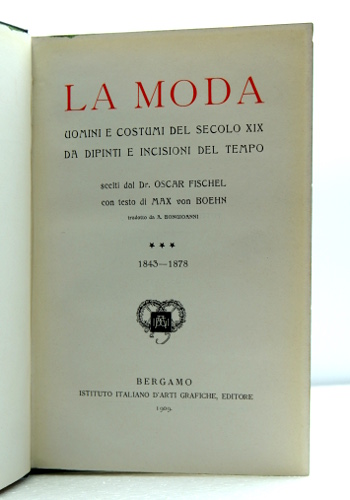 LA MODA
UOMINI E COSTUMI DEL SECOLO XIX
DA DIPINTI E INCISIONI DEL TEMPO
scelti dal Dr. OSCAR FISCHEL
con testo di MAX von BOEHN
tradotto da A. BONGIOANNI
1843—1878
BERGAMO
ISTITUTO ITALIANO D'ARTI GRAFICHE, EDITORE
1909.